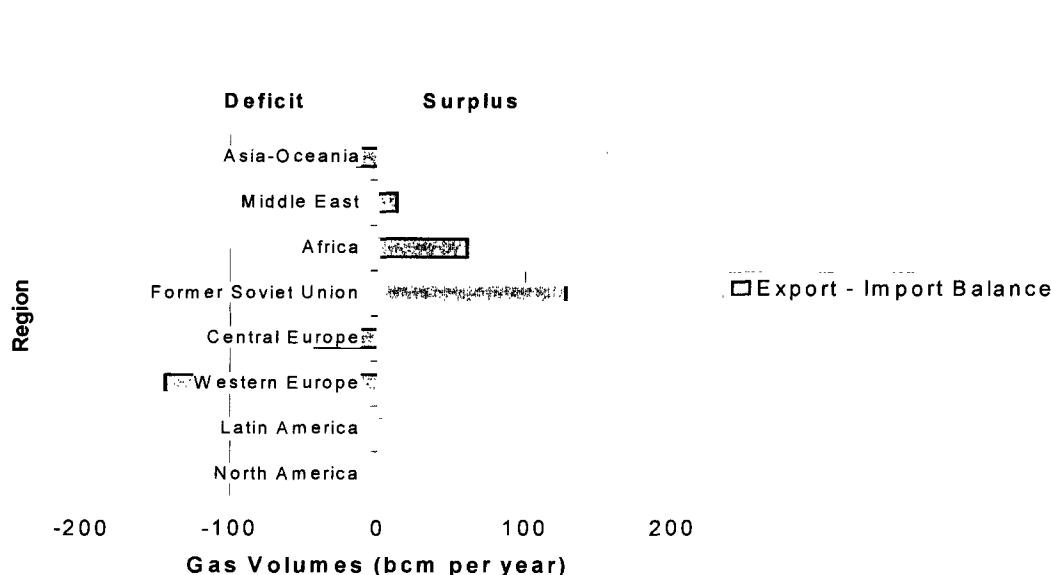 Deficit Surplus
Asia-Oceania
Middle East
Africa
Former Soviet Union
Export - Import Balance
Region
Central Europe
Western Europe
Latin America
North America
-200 -100 0 100 200
Gas Volumes (bcm per year)